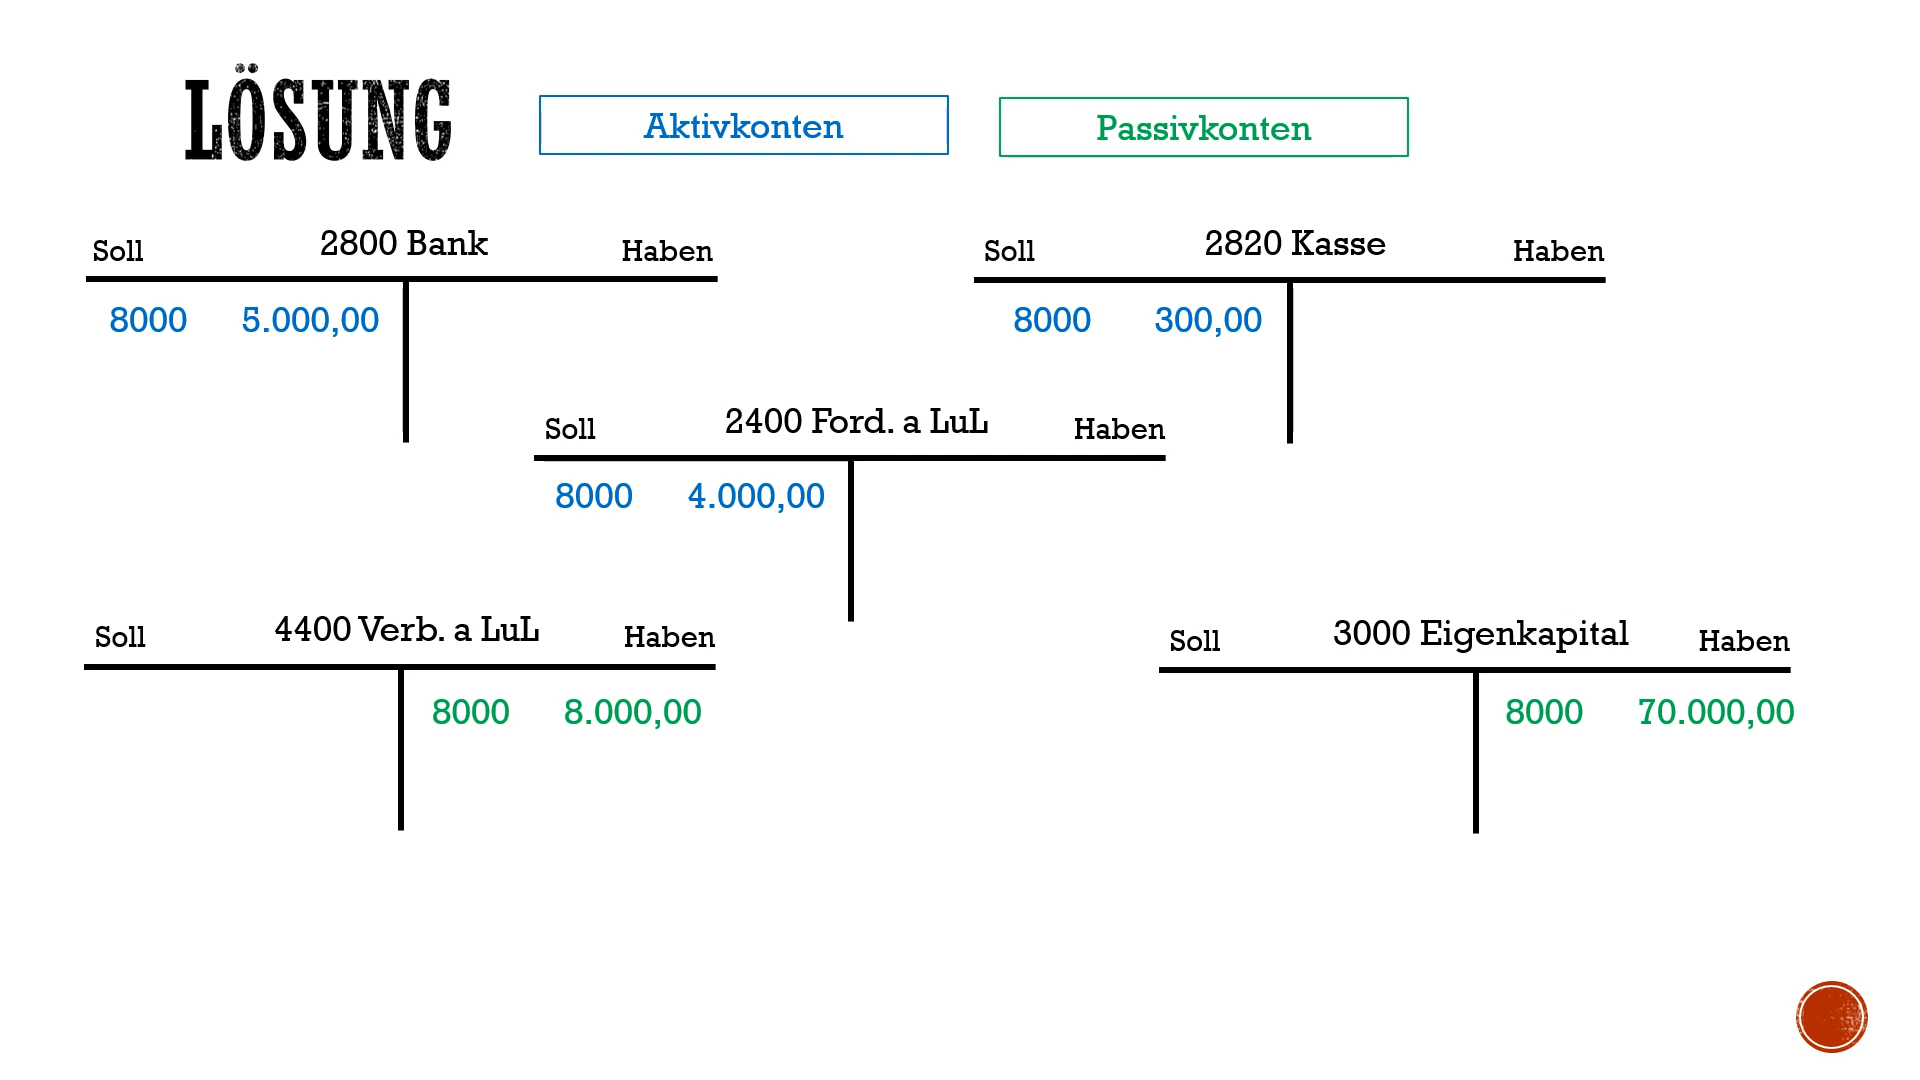 LÖSUNG
Aktivkonten
Passivkonten
Soll 2800 Bank Haben
8000 5.000,00
Soll 2820 Kasse Haben
8000 300,00
Soll 2400 Ford. a LuL Haben
8000 4.000,00
Soll 4400 Verb. a LuL Haben
8000 8.000,00
Soll 3000 Eigenkapital Haben
8000 70.000,00